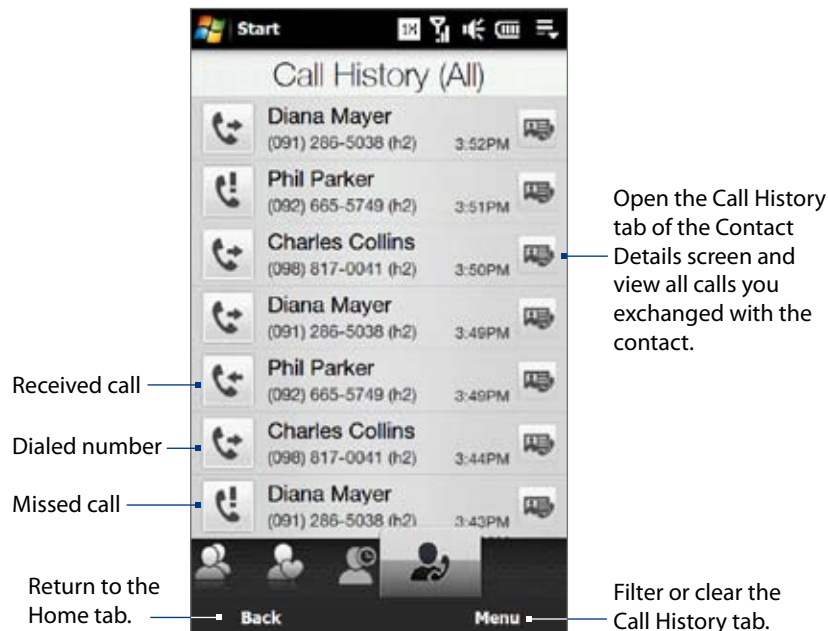 Start
1X
Call History (All)
Diana Mayer
(091) 286-5038 (h2) 3:52PM
Phil Parker
(092) 665-5749 (h2) 3:51PM
Charles Collins
(098) 817-0041 (h2) 3:50PM
Diana Mayer
(091) 286-5038 (h2) 3:49PM
Phil Parker
(092) 665-5749 (h2) 3:49PM
Charles Collins
(098) 817-0041 (h2) 3:44PM
Diana Mayer
(091) 286-5038 (h2) 3:43PM
Back
Menu
Received call
Dialed number
Missed call
Return to the
Home tab.
Open the Call History
tab of the Contact
Details screen and
view all calls you
exchanged with the
contact.
Filter or clear the
Call History tab.